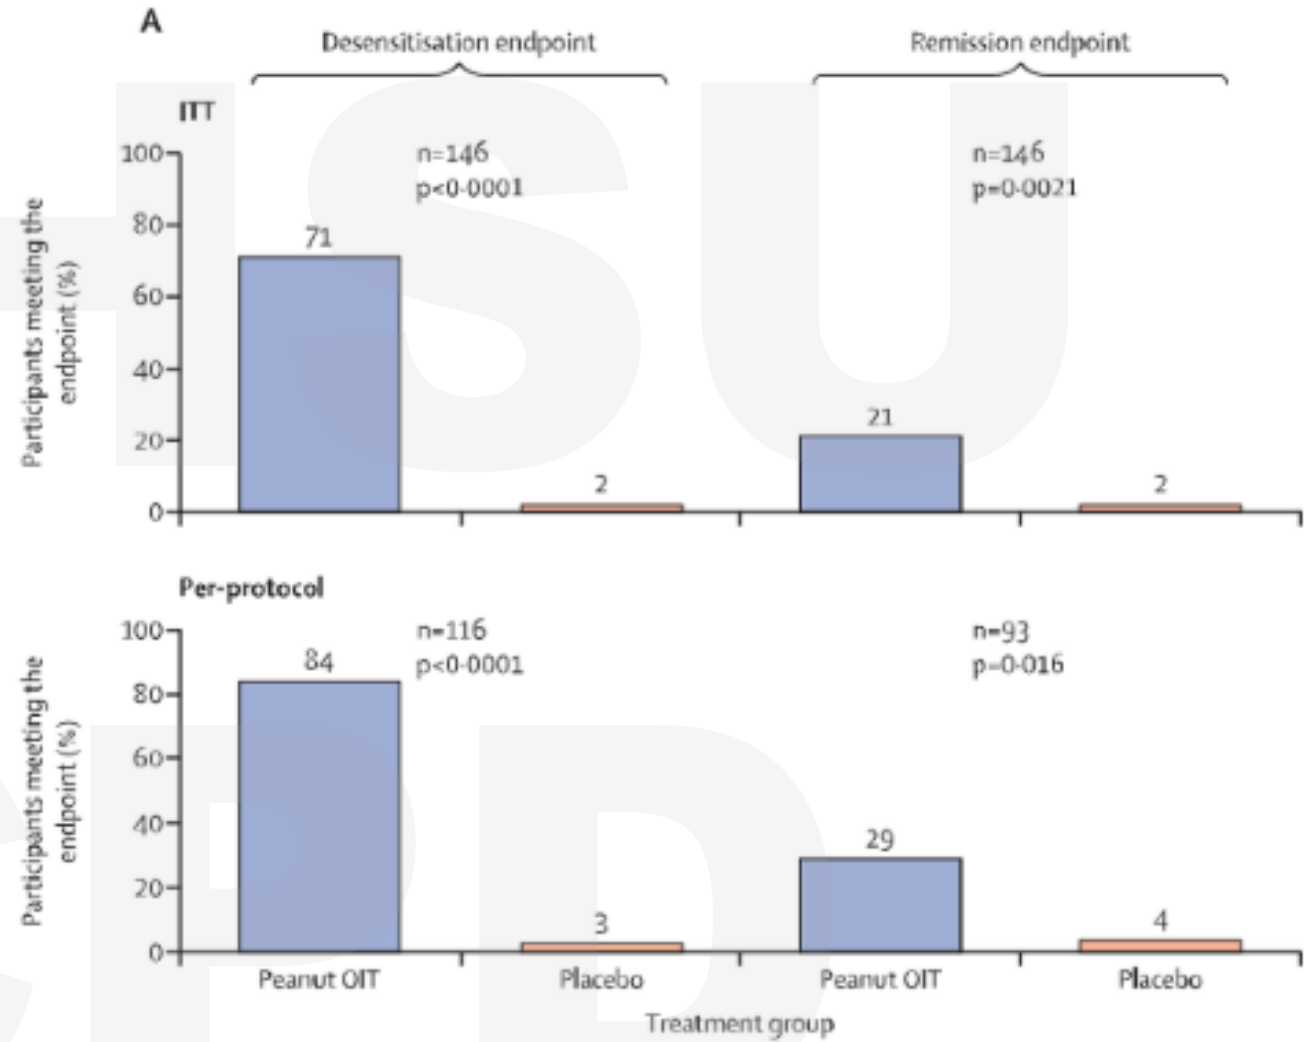 A
Desensitisation endpoint
Remission endpoint
ITT
Participants meeting the
endpoint (%)
100
80
60
40
20
0
n=146
p<0·0001
n=146
p=0·0021
71
2
21
2
Per-protocol
Participants meeting the
endpoint (%)
100
80
60
40
20
0
n=116
p<0·0001
n=93
p=0·016
84
3
29
4
Peanut OIT
Placebo
Peanut OIT
Placebo
Treatment group